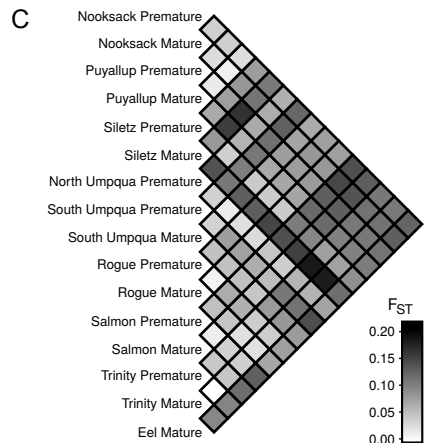 C
Nooksack Premature
Nooksack Mature
Puyallup Premature
Puyallup Mature
Siletz Premature
Siletz Mature
North Umpqua Premature
South Umpqua Premature
South Umpqua Mature
Rogue Premature
Rogue Mature
Salmon Premature
Salmon Mature
Trinity Premature
Trinity Mature
Eel Mature
FST
0.20
0.15
0.10
0.05
0.00